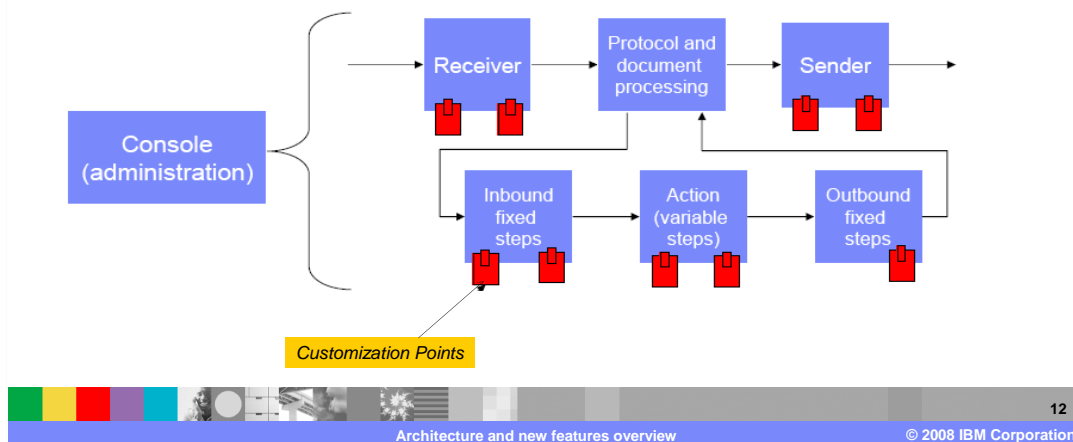 Console
(administration)
Receiver
Protocol and
document
processing
Sender
Inbound
fixed
steps
Action
(variable
steps)
Outbound
fixed
steps
Customization Points
12
Architecture and new features overview
© 2008 IBM Corporation